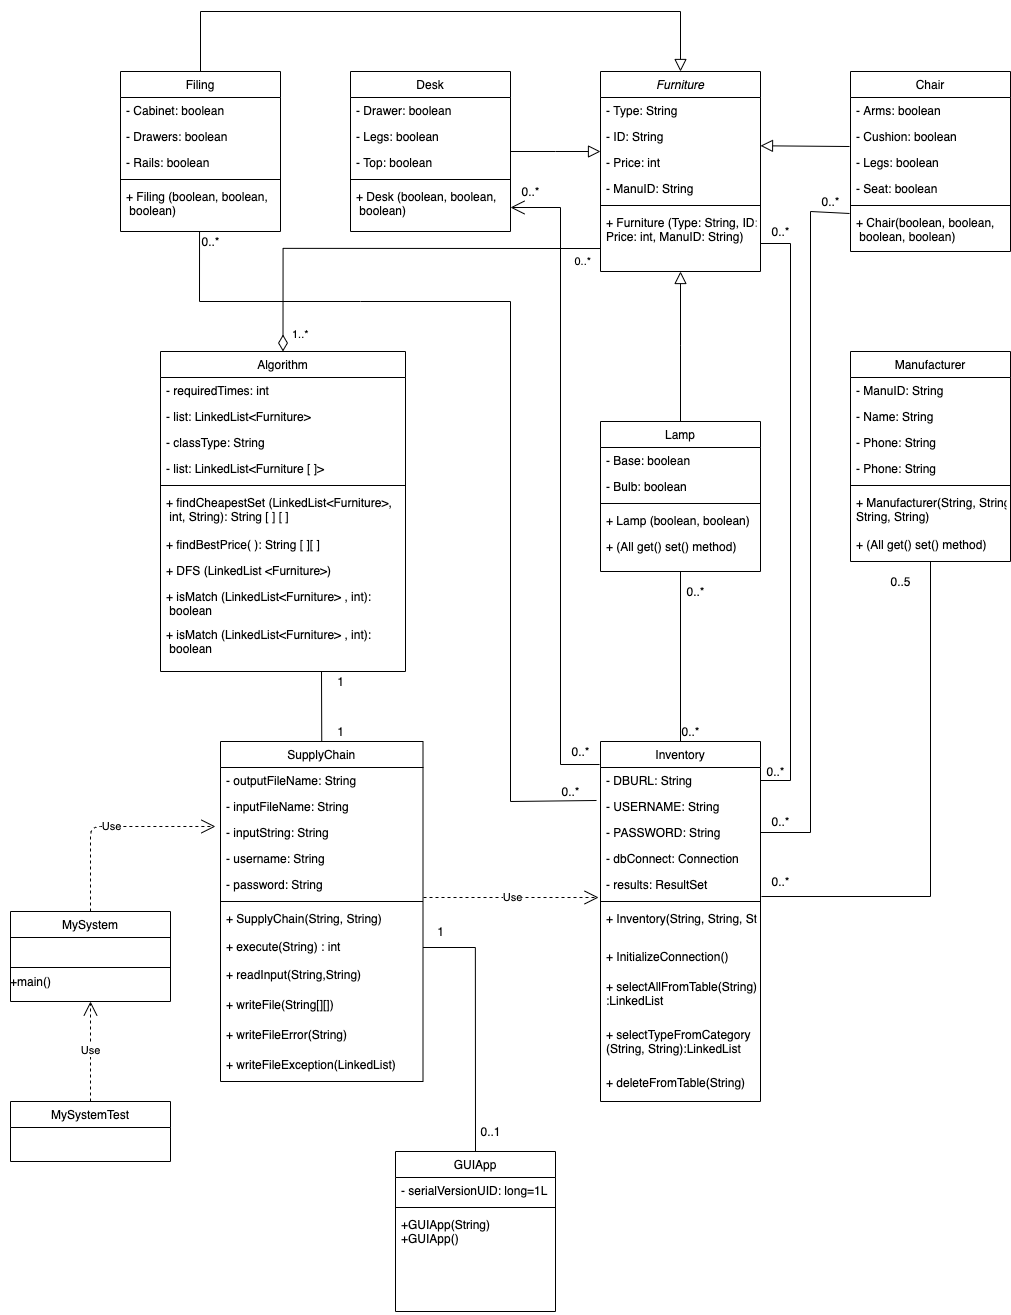 Filing
- Cabinet: boolean
- Drawers: boolean
- Rails: boolean
+ Filing (boolean, boolean,
boolean)
0..*
Desk
- Drawer: boolean
- Legs: boolean
- Top: boolean
+ Desk (boolean, boolean,
boolean)
0..*
Furniture
- Type: String
- ID: String
- Price: int
- ManuID: String
+ Furniture (Type: String, ID:
Price: int, ManuID: String)
0..*
0..*
Chair
- Arms: boolean
- Cushion: boolean
- Legs: boolean
- Seat: boolean
+ Chair(boolean, boolean,
boolean, boolean)
0..*
1..*
Algorithm
- requiredTimes: int
- list: LinkedList<Furniture>
- classType: String
- list: LinkedList<Furniture [ ]>
+ findCheapestSet (LinkedList<Furniture>,
int, String): String [ ] [ ]
+ findBestPrice( ): String [ ][ ]
+ DFS (LinkedList <Furniture>)
+ isMatch (LinkedList<Furniture> , int):
boolean
+ isMatch (LinkedList<Furniture> , int):
boolean
1
Lamp
- Base: boolean
- Bulb: boolean
+ Lamp (boolean, boolean)
+ (All get() set() method)
0..*
Manufacturer
- ManuID: String
- Name: String
- Phone: String
- Phone: String
+ Manufacturer(String, String
String, String)
+ (All get() set() method)
0..5
1
SupplyChain
- outputFileName: String
- inputFileName: String
- inputString: String
- username: String
- password: String
+ SupplyChain(String, String)
+ execute(String) : int
+ readInput(String,String)
+ writeFile(String[][])
+ writeFileError(String)
+ writeFileException(LinkedList)
1
Use
0..*
0..*
0..*
Inventory
- DBURL: String
- USERNAME: String
- PASSWORD: String
- dbConnect: Connection
- results: ResultSet
+ Inventory(String, String, St
+ InitializeConnection()
+ selectAllFromTable(String)
:LinkedList
+ selectTypeFromCategory
(String, String):LinkedList
+ deleteFromTable(String)
0..*
0..*
0..*
Use
MySystem
+main()
Use
MySystemTest
0..1
GUIApp
- serialVersionUID: long=1L
+GUIApp(String)
+GUIApp()